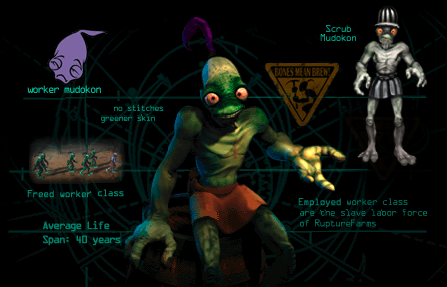 Scrub
Mudokon
BONES MEAN BREW!
worker mudokon
no stitches
greener skin
Freed worker class
Employed worker class
are the slave labor force
of RuptureFarms
Average Life
Span: 40 years